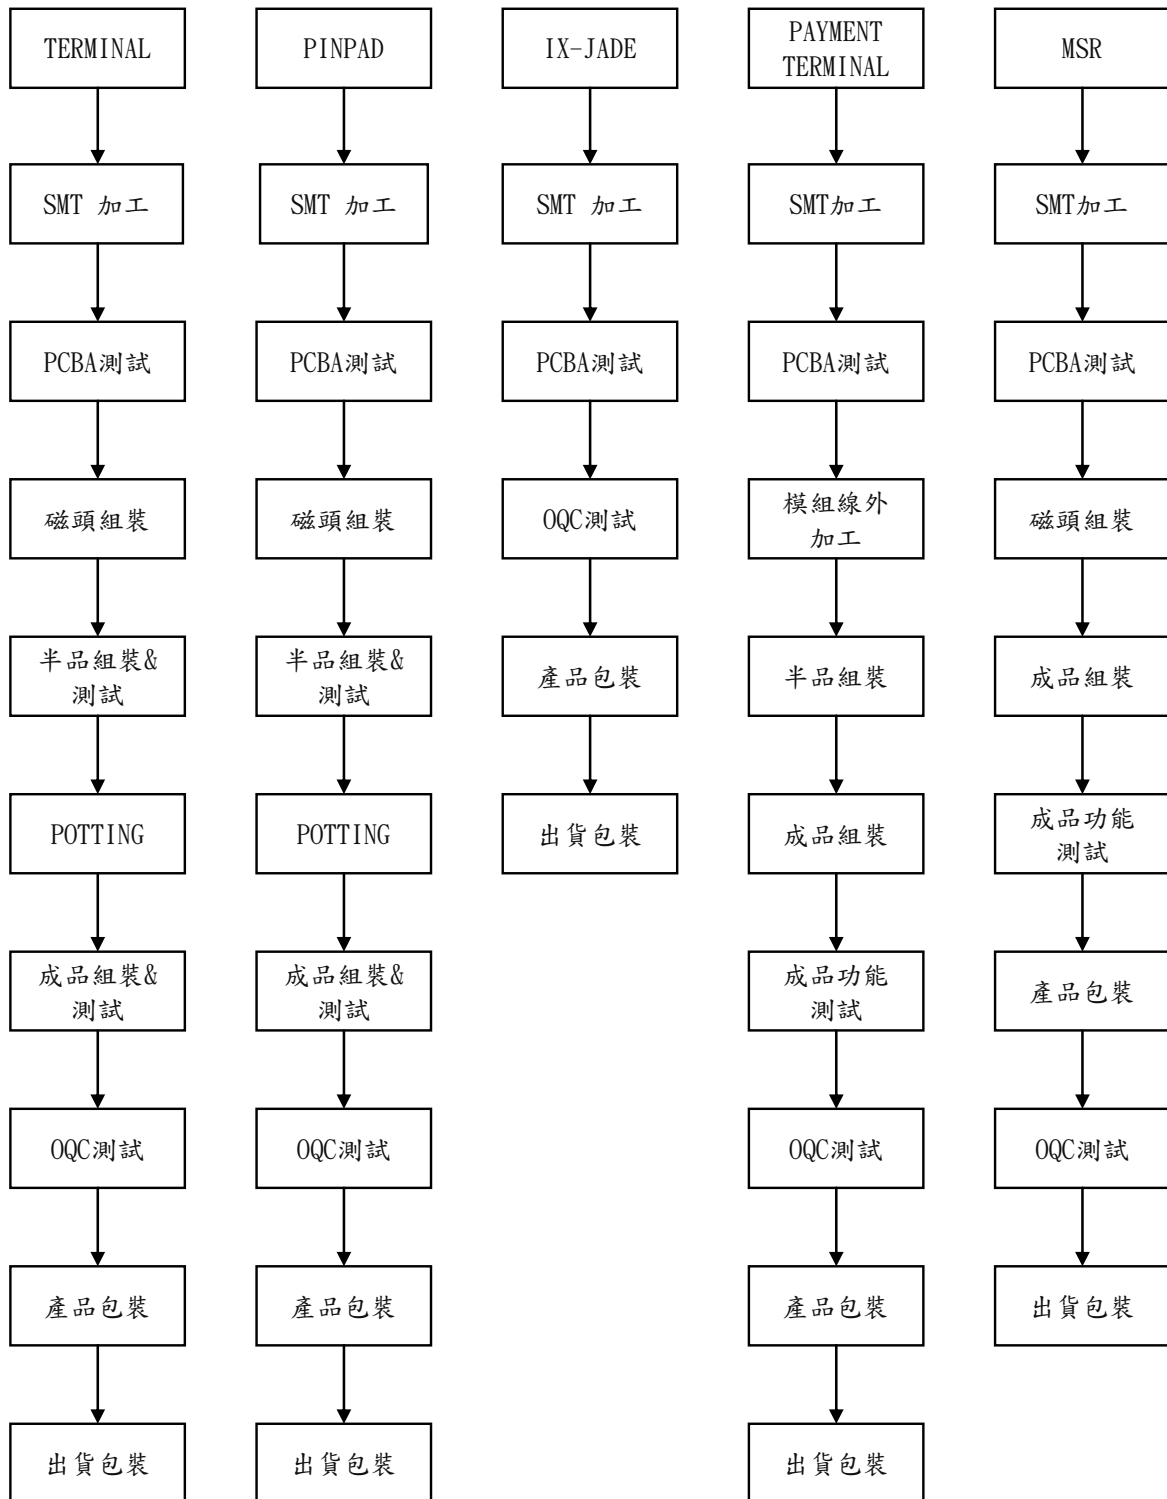 TERMINAL
PINPAD
IX-JADE
PAYMENT
TERMINAL
MSR
SMT 加工
SMT 加工
SMT 加工
SMT加工
SMT加工
PCBA測試
PCBA測試
PCBA測試
PCBA測試
PCBA測試
磁頭組裝
磁頭組裝
OQC測試
模組線外
加工
磁頭組裝
半品組裝&
測試
半品組裝&
測試
產品包裝
半品組裝
成品組裝
POTTING
POTTING
出貨包裝
成品組裝
成品功能
測試
成品組裝&
測試
成品組裝&
測試
成品功能
測試
產品包裝
OQC測試
OQC測試
OQC測試
OQC測試
產品包裝
產品包裝
產品包裝
出貨包裝
出貨包裝
出貨包裝
出貨包裝